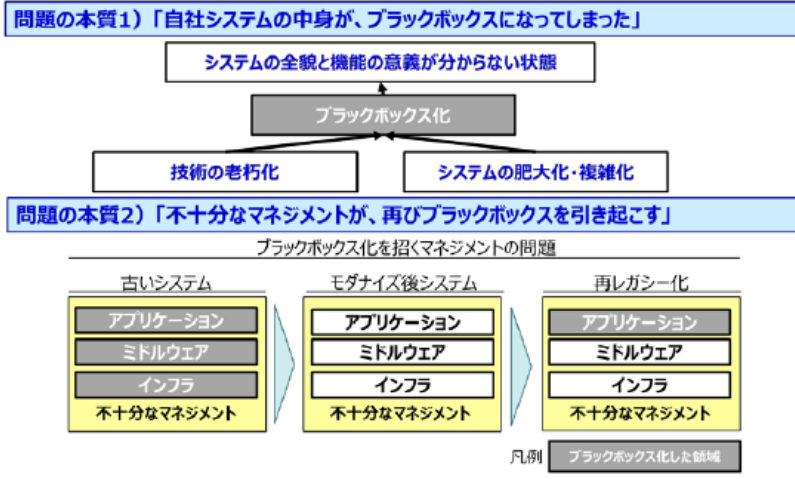 問題の本質1）「自社システムの中身が、ブラックボックスになってしまった」
システムの全貌と機能の意義が分からない状態
ブラックボックス化
技術の老朽化
システムの肥大化・複雑化
問題の本質2）「不十分なマネジメントが、再びブラックボックスを引き起こす」
ブラックボックス化を招くマネジメントの問題
古いシステム
アプリケーション
ミドルウェア
インフラ
不十分なマネジメント
モダナイズ後システム
アプリケーション
ミドルウェア
インフラ
不十分なマネジメント
再レガシー化
アプリケーション
ミドルウェア
インフラ
不十分なマネジメント
凡例
ブラックボックス化した領域